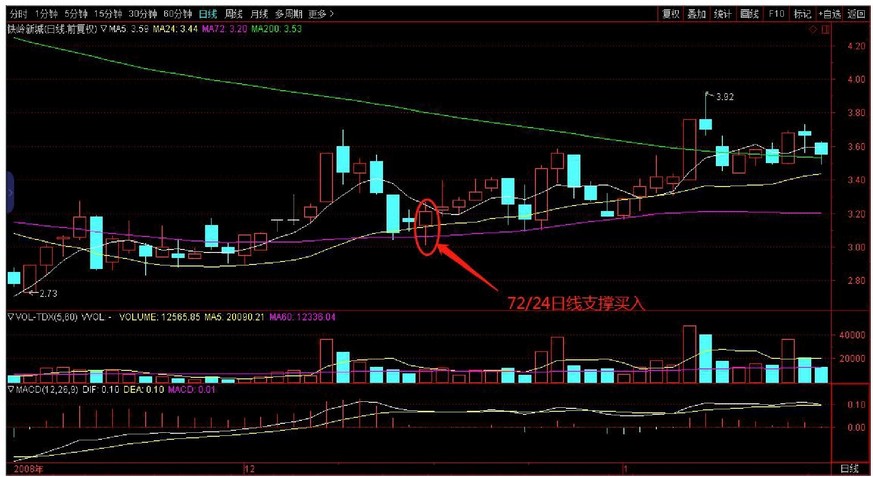 分时 1分钟 5分钟 15分钟 30分钟 60分钟 日线 周线 月线 多周期 更多> 复权 叠加 统计 画线 F10 标记 +自选 返回
铁岭新城(日线.前复权) ▽MA5: 3.59 MA24: 3.44 MA72: 3.20 MA200: 3.53
4.20
4.00
3.92
3.80
3.60
3.40
3.20
3.00
2.80
2.73
72/24日线支撑买入
▽VOL-TDX(5,60) VVOL: - VOLUME: 12565.85 MA5: 20090.21 MA60: 12336.04
40000
20000
▽MACD(12,26,9) DIF: 0.10 DEA: 0.10 MACD: 0.01
0.10
0.00
2008年 12 1 日线